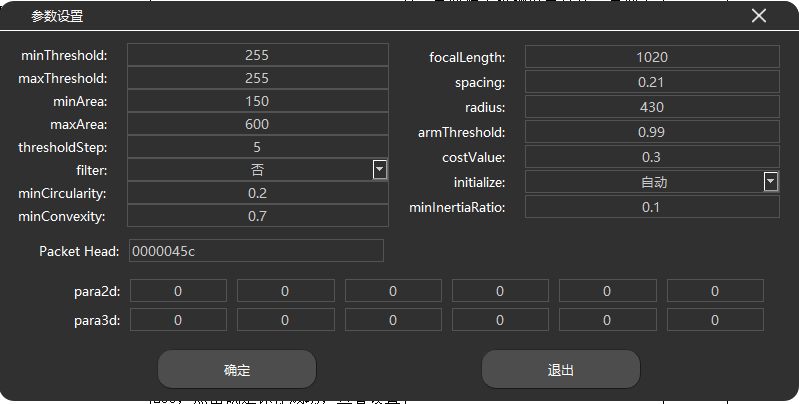 参数设置
minThreshold: 255
maxThreshold: 255
minArea: 150
maxArea: 600
thresholdStep: 5
filter: 否
minCircularity: 0.2
minConvexity: 0.7
focalLength: 1020
spacing: 0.21
radius: 430
armThreshold: 0.99
costValue: 0.3
initialize: 自动
minInertiaRatio: 0.1
Packet Head: 0000045c
para2d: 0 0 0 0 0 0
para3d: 0 0 0 0 0 0
确定 退出